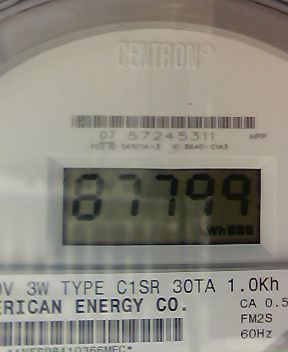 CENTRON®
07 57245311 MPP
87799
kWh
V 3W TYPE C1SR 30TA 1.0Kh
ERICAN ENERGY CO.
CA 0.5
FM2S
60Hz